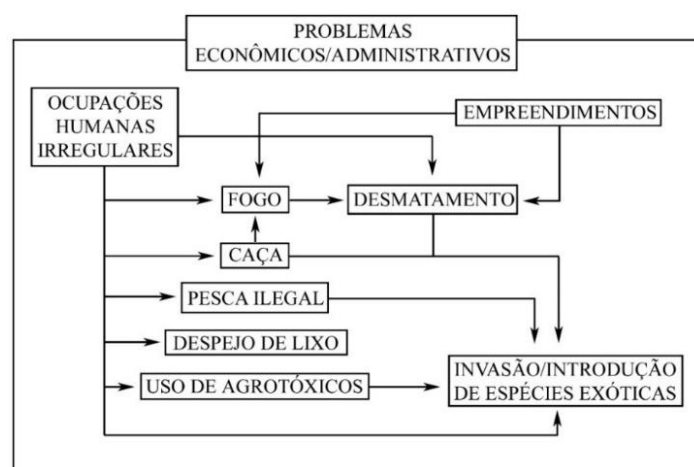 PROBLEMAS
ECONÔMICOS/ADMINISTRATIVOS
OCUPAÇÕES
HUMANAS
IRREGULARES
EMPREENDIMENTOS
FOGO
DESMATAMENTO
CAÇA
PESCA ILEGAL
DESPEJO DE LIXO
USO DE AGROTÓXICOS
INVASÃO/INTRODUÇÃO
DE ESPÉCIES EXÓTICAS